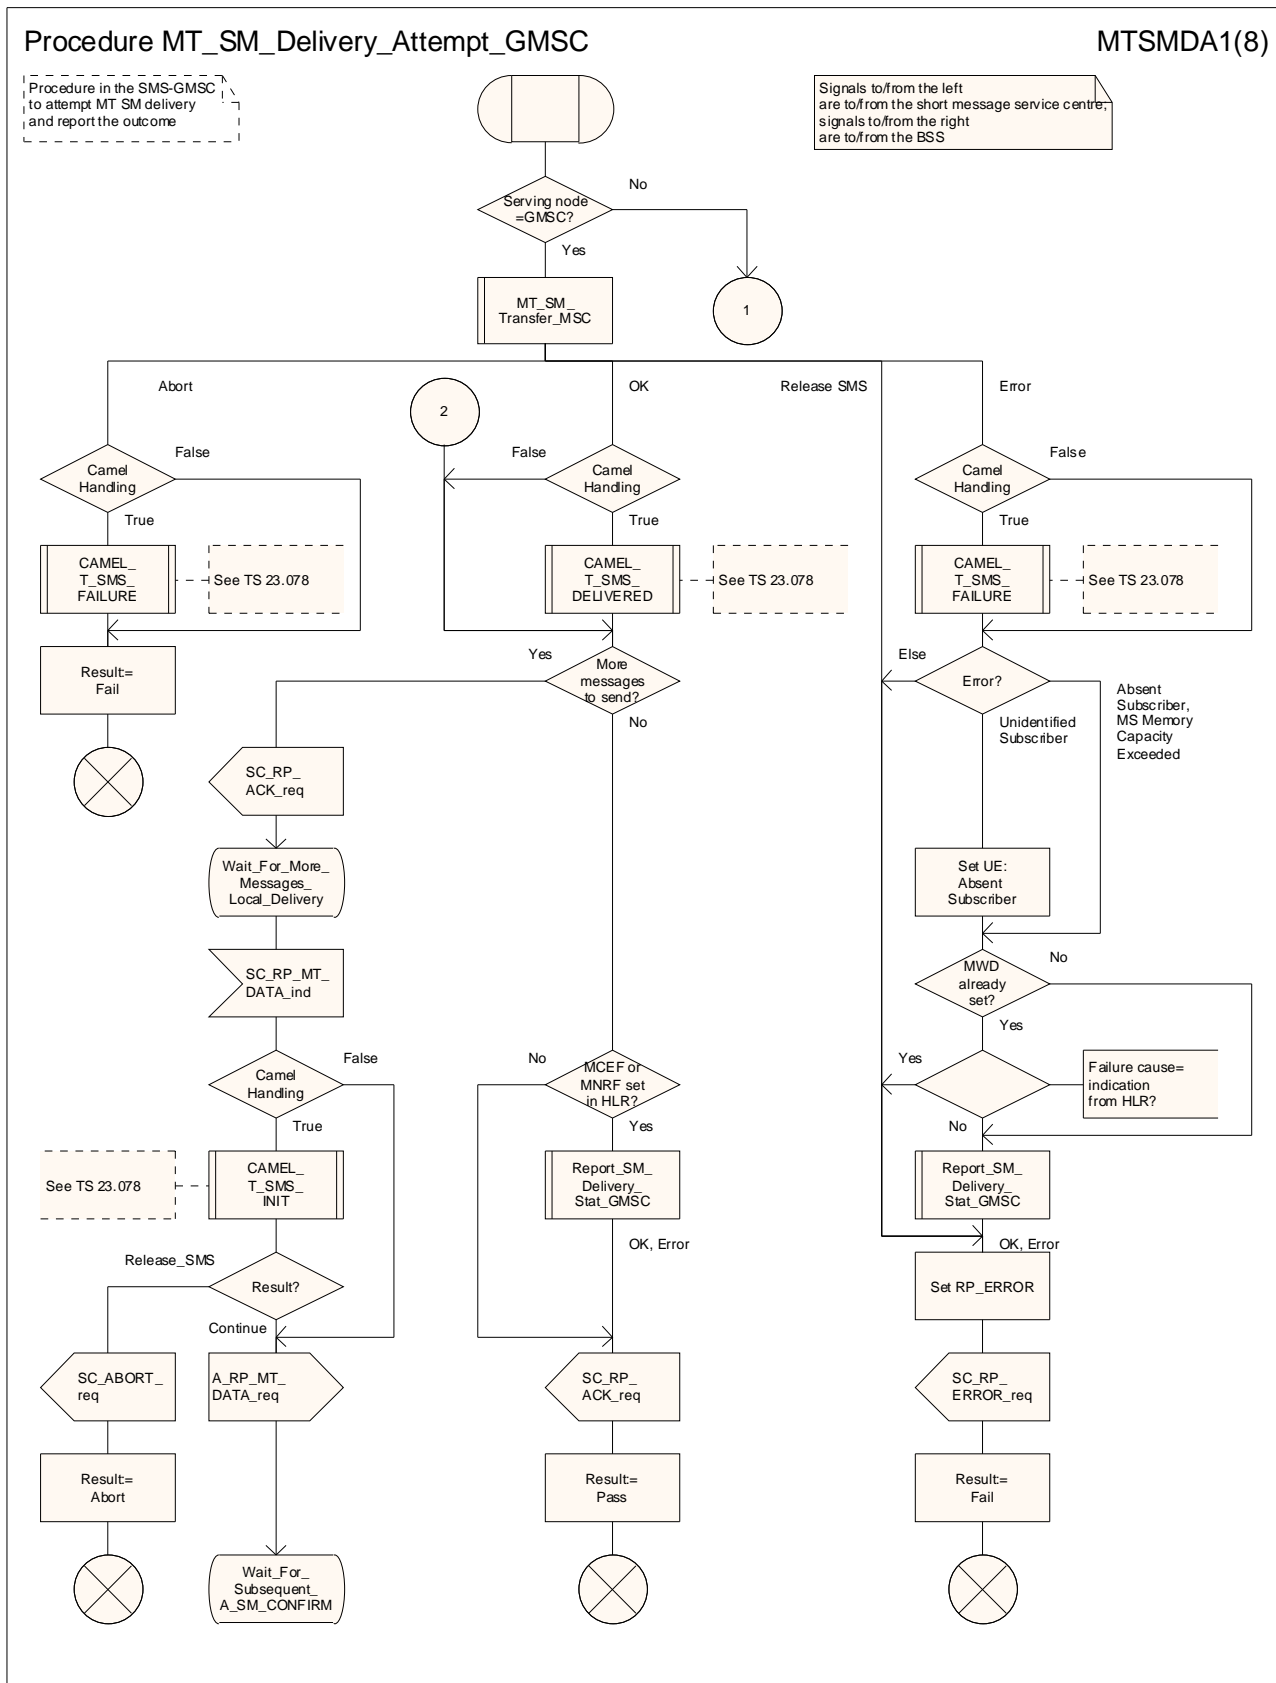 Procedure MT_SM_Delivery_Attempt_GMSC
MTSMDA1(8)
Procedure in the SMS-GMSC
to attempt MT SM delivery
and report the outcome
Signals to/from the left
are to/from the short message service centre;
signals to/from the right
are to/from the BSS
Serving node
=GMSC?
No
Yes
MT_SM_
Transfer_MSC
1
Abort
OK
Release SMS
Error
2
Camel
Handling
False
True
CAMEL_
T_SMS_
FAILURE
See TS 23.078
Result:=
Fail
False
Camel
Handling
True
CAMEL_
T_SMS_
DELIVERED
See TS 23.078
Camel
Handling
False
True
CAMEL_
T_SMS_
FAILURE
See TS 23.078
Yes
More
messages
to send?
No
Else
Error?
Unidentified
Subscriber
Absent
Subscriber,
MS Memory
Capacity
Exceeded
SC_RP_
ACK_req
Wait_For_More_
Messages_
Local_Delivery
SC_RP_MT_
DATA_ind
Set UE:
Absent
Subscriber
MWD
already
set?
No
Yes
Camel
Handling
False
True
No
MCEF or
MNRF set
in HLR?
Yes
Yes
Failure cause=
indication
from HLR?
No
See TS 23.078
CAMEL_
T_SMS_
INIT
Report_SM_
Delivery_
Stat_GMSC
Report_SM_
Delivery_
Stat_GMSC
OK, Error
OK, Error
Release_SMS
Result?
Continue
Set RP_ERROR
SC_ABORT_
req
A_RP_MT_
DATA_req
SC_RP_
ACK_req
SC_RP_
ERROR_req
Result:=
Abort
Result:=
Pass
Result:=
Fail
Wait_For_
Subsequent_
A_SM_CONFIRM